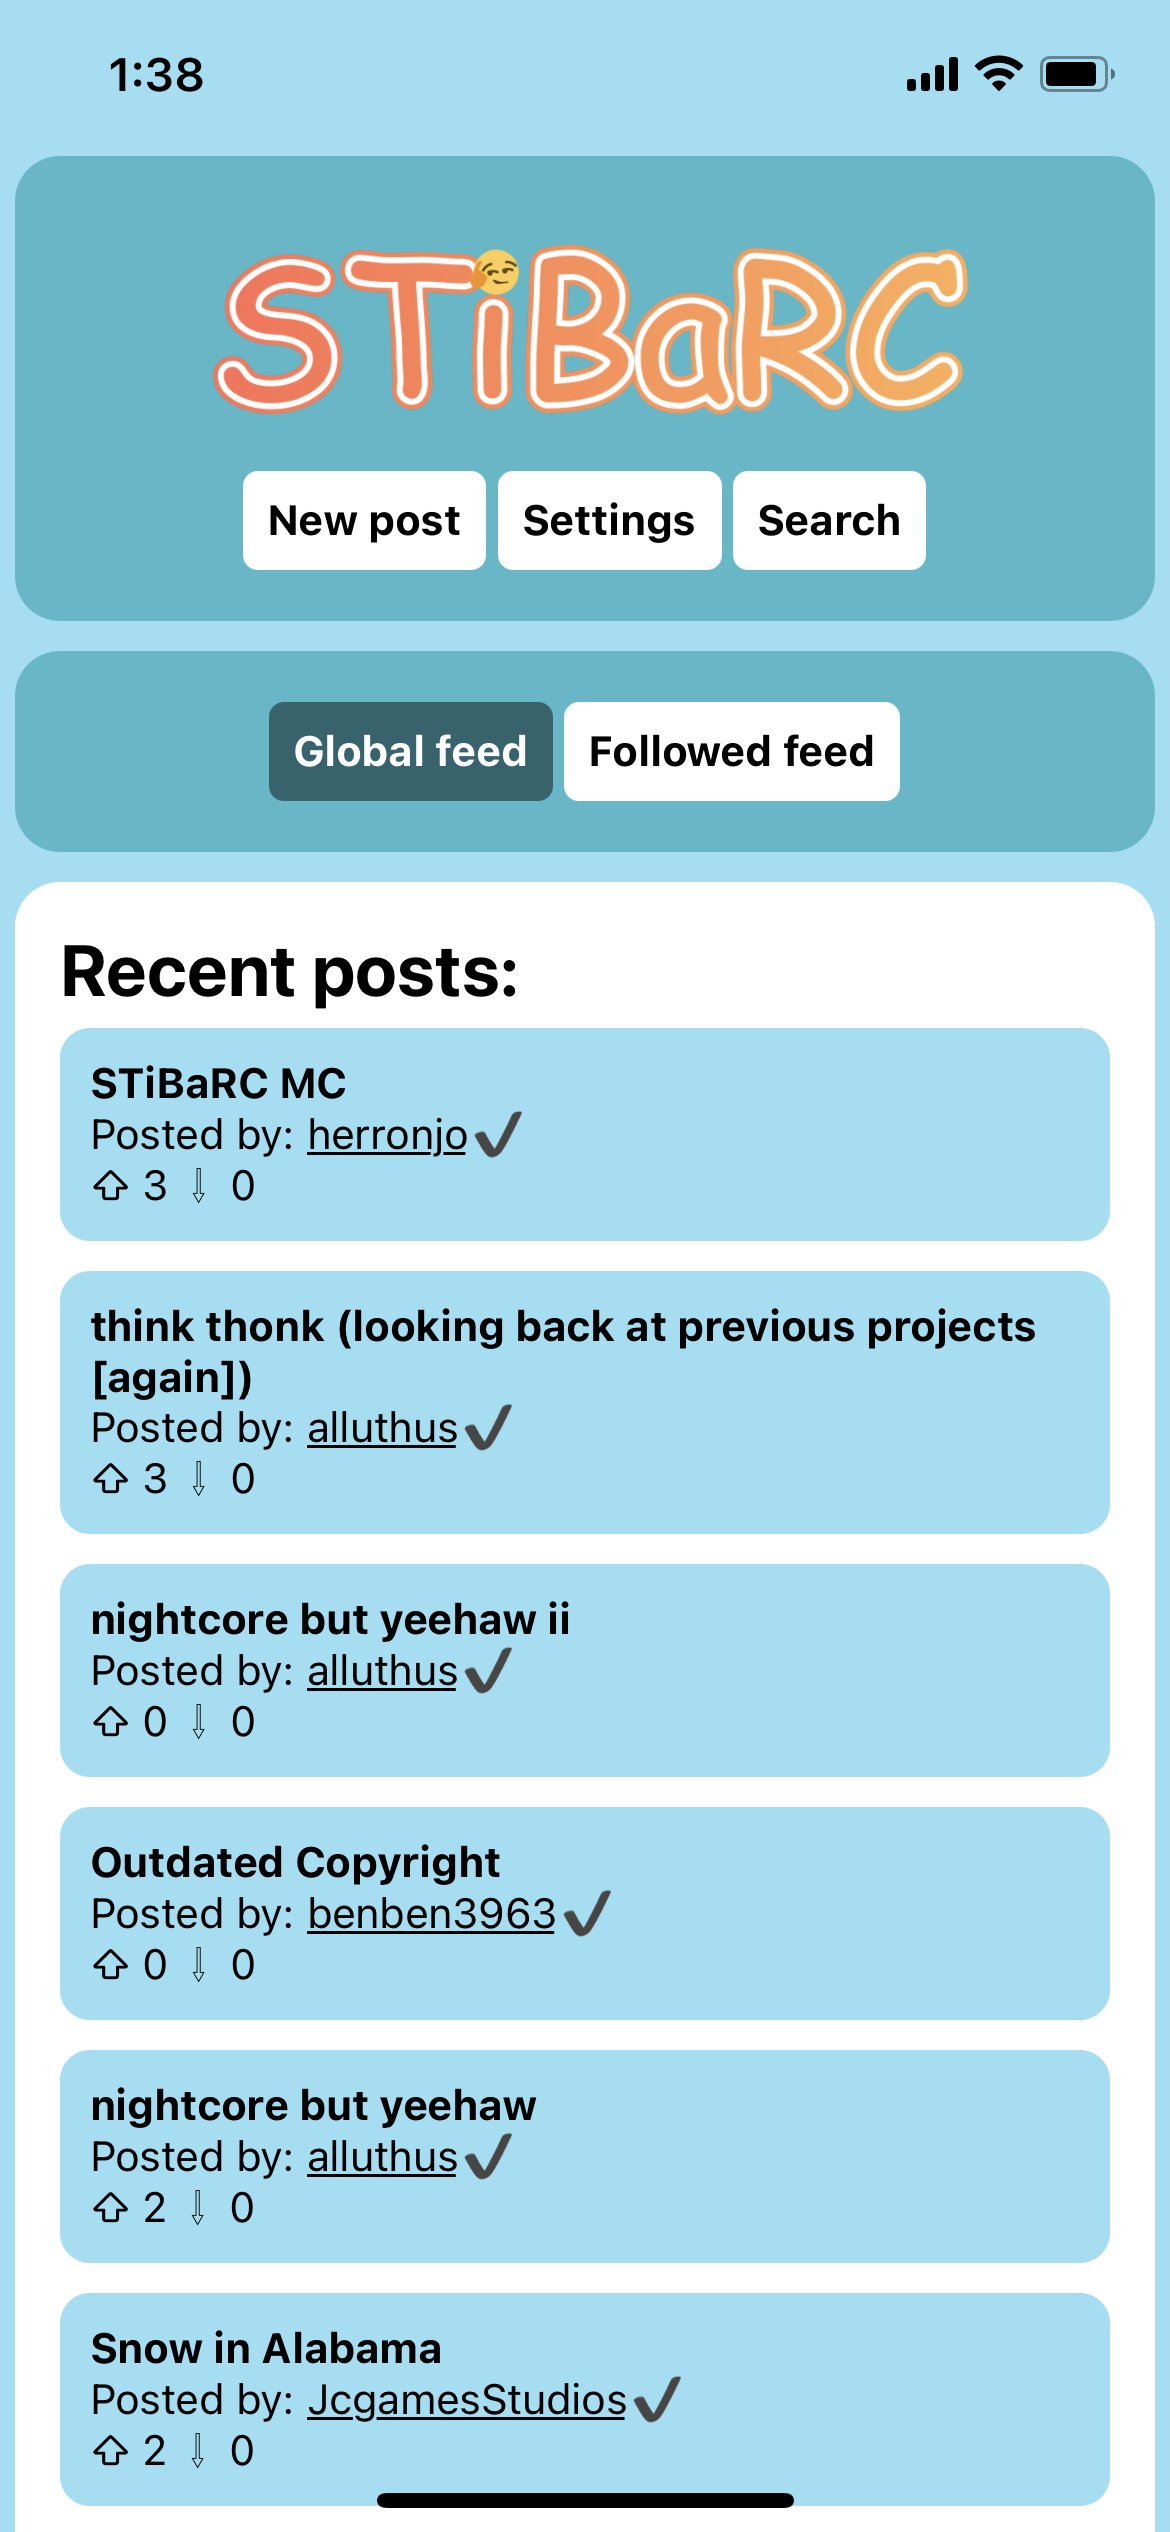 1:38
STiBaRC
New post Settings Search
Global feed Followed feed
Recent posts:
STiBaRC MC
Posted by: herronjo✔
⇧ 3 ⇩ 0
think thonk (looking back at previous projects
[again])
Posted by: alluthus✔
⇧ 3 ⇩ 0
nightcore but yeehaw ii
Posted by: alluthus✔
⇧ 0 ⇩ 0
Outdated Copyright
Posted by: benben3963✔
⇧ 0 ⇩ 0
nightcore but yeehaw
Posted by: alluthus✔
⇧ 2 ⇩ 0
Snow in Alabama
Posted by: JcgamesStudios✔
⇧ 2 ⇩ 0